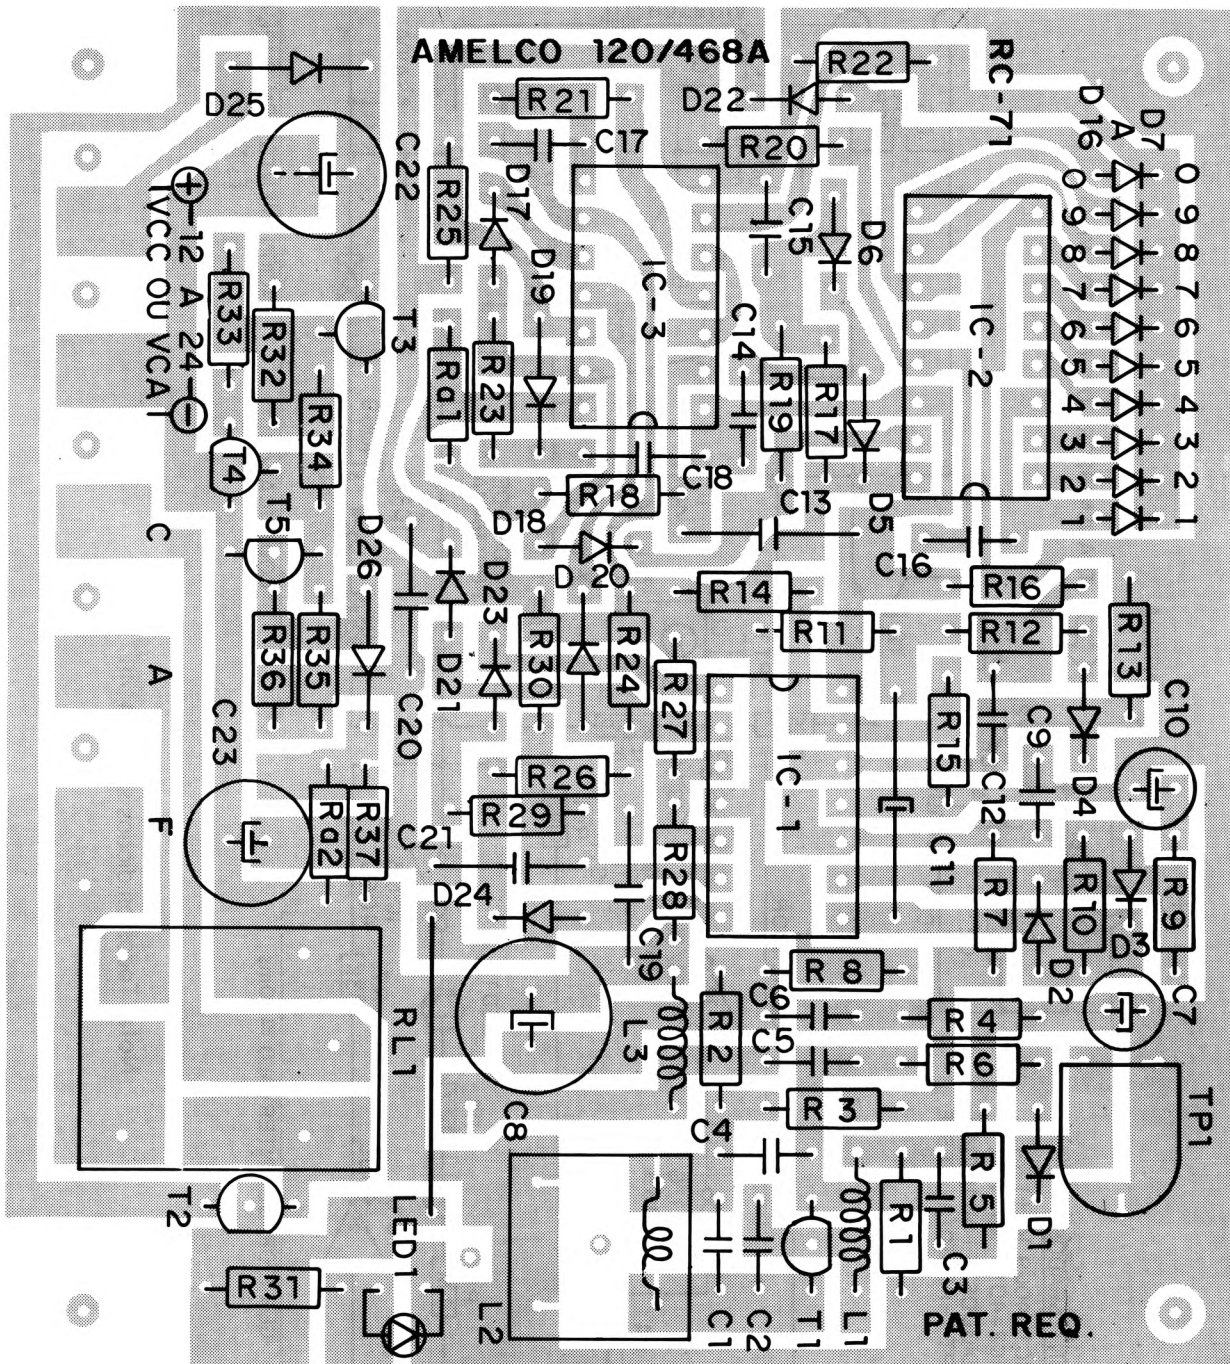 AMELCO 120/468A
RC-71
R22
D25
R21
D22
D16 A D7
C17
R20
C22
R25
D17
C15
D6
0 9 8 7 6 5 4 3 2 1
0 9 8 7 6 5 4 3 2 1
+
12 A 24
VCC OU VCA
-
R33
R32
T3
D19
IC-3
IC-2
C14
R34
Ra1
R23
R19
R17
T4
R18
C18
C13
D5
T5
D26
D18
C16
C
D 20
R14
R16
D23
R11
R12
R13
R36
R35
R30
R24
A
D21
R27
C10
C23
C20
R15
C9
IC-1
R26
C12
D4
R29
F
Ra2
R37
C21
C11
R28
R7
R10
R9
D24
D3
C19
R 8
D2
C7
C6
R 4
RL1
L3
R2
C5
R 6
C8
R 3
TP1
C4
R 5
T2
R1
D1
LED1
C3
R31
L2
C1
C2
T1
L1
PAT. REQ.